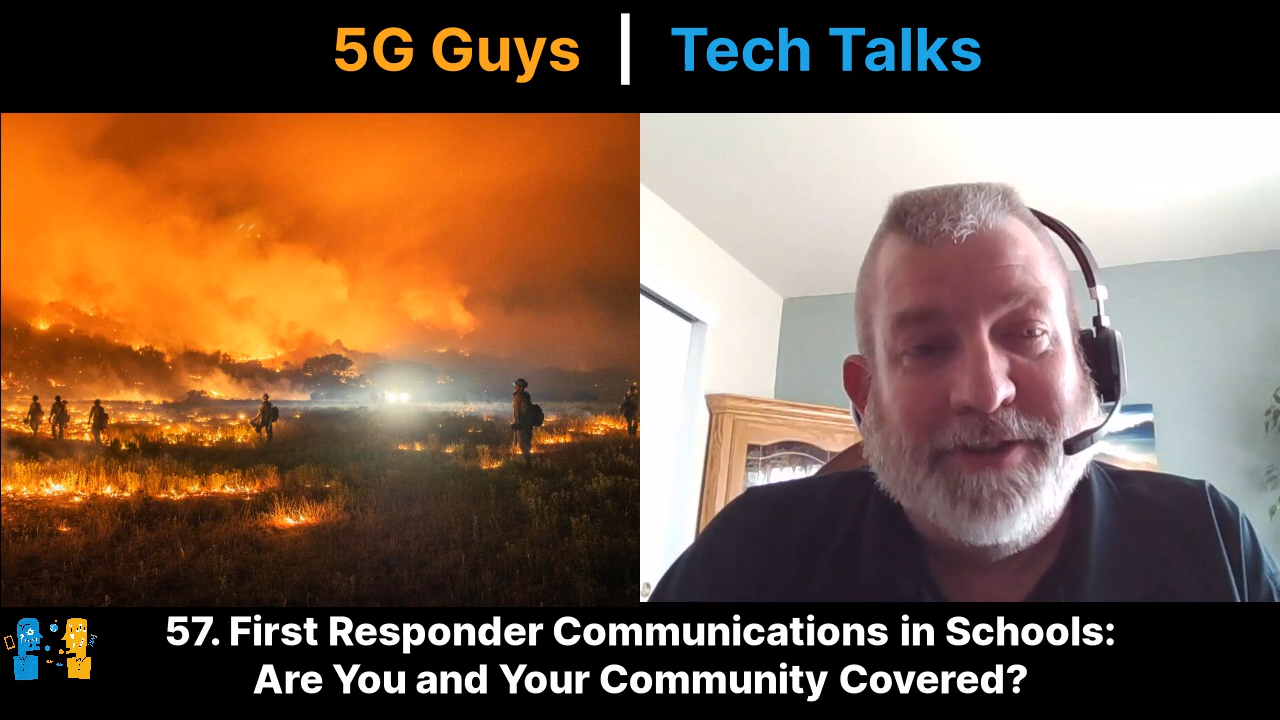 5G Guys | Tech Talks
57. First Responder Communications in Schools:
Are You and Your Community Covered?